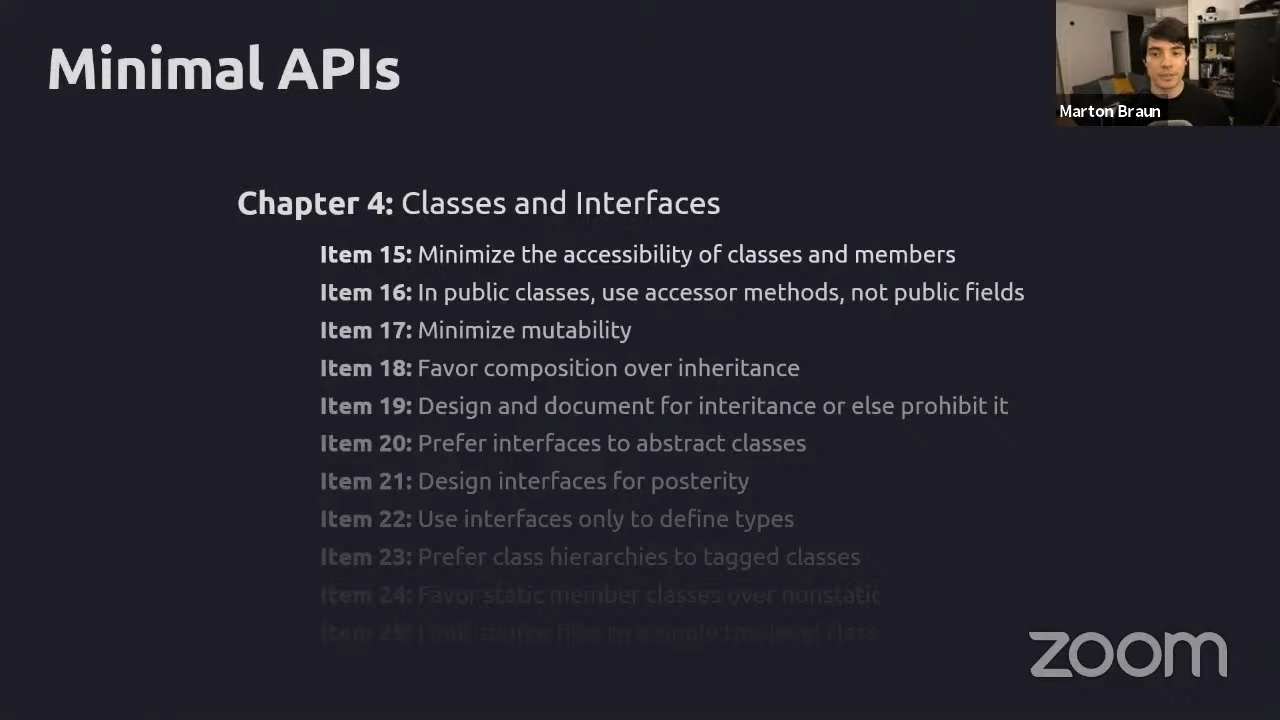 Minimal APIs
Marton Braun
Chapter 4: Classes and Interfaces
Item 15: Minimize the accessibility of classes and members
Item 16: In public classes, use accessor methods, not public fields
Item 17: Minimize mutability
Item 18: Favor composition over inheritance
Item 19: Design and document for interitance or else prohibit it
Item 20: Prefer interfaces to abstract classes
Item 21: Design interfaces for posterity
Item 22: Use interfaces only to define types
Item 23: Prefer class hierarchies to tagged classes
Item 24: Favor static member classes over nonstatic
Item 25:
zoom